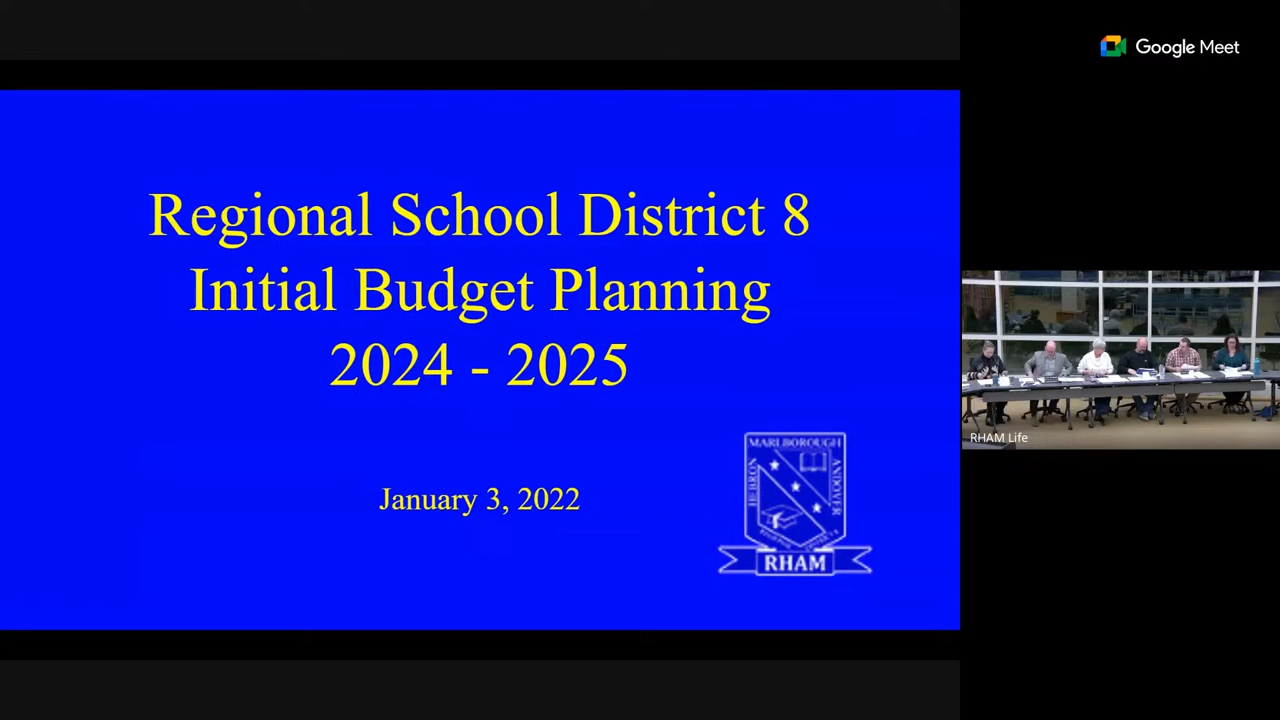 Google Meet
Regional School District 8
Initial Budget Planning
2024 - 2025
January 3, 2022
MARLBOROUGH
HEBRON
ANDOVER
RHAM
RHAM Life